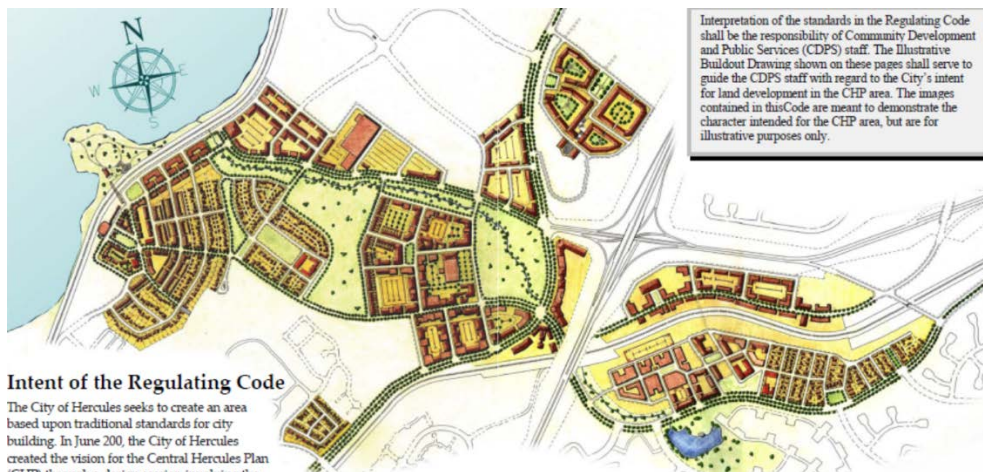 N
W
E
S
Interpretation of the standards in the Regulating Code
shall be the responsibility of Community Development
and Public Services (CDPS) staff. The Illustrative
Buildout Drawing shown on these pages shall serve to
guide the CDPS staff with regard to the City's intent
for land development in the CHP area. The images
contained in thisCode are meant to demonstrate the
character intended for the CHP area, but are for
illustrative purposes only.
Intent of the Regulating Code
The City of Hercules seeks to create an area
based upon traditional standards for city
building. In June 200, the City of Hercules
created the vision for the Central Hercules Plan